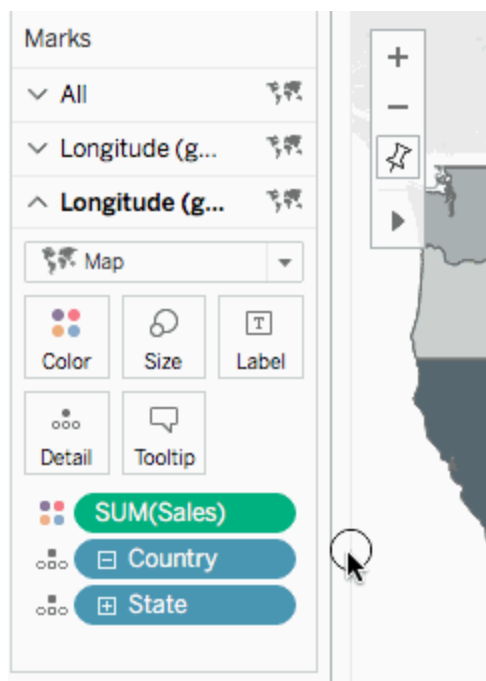 Marks
All
Longitude (g...
Longitude (g...
Map
Color Size Label
Detail Tooltip
SUM(Sales)
Country
State